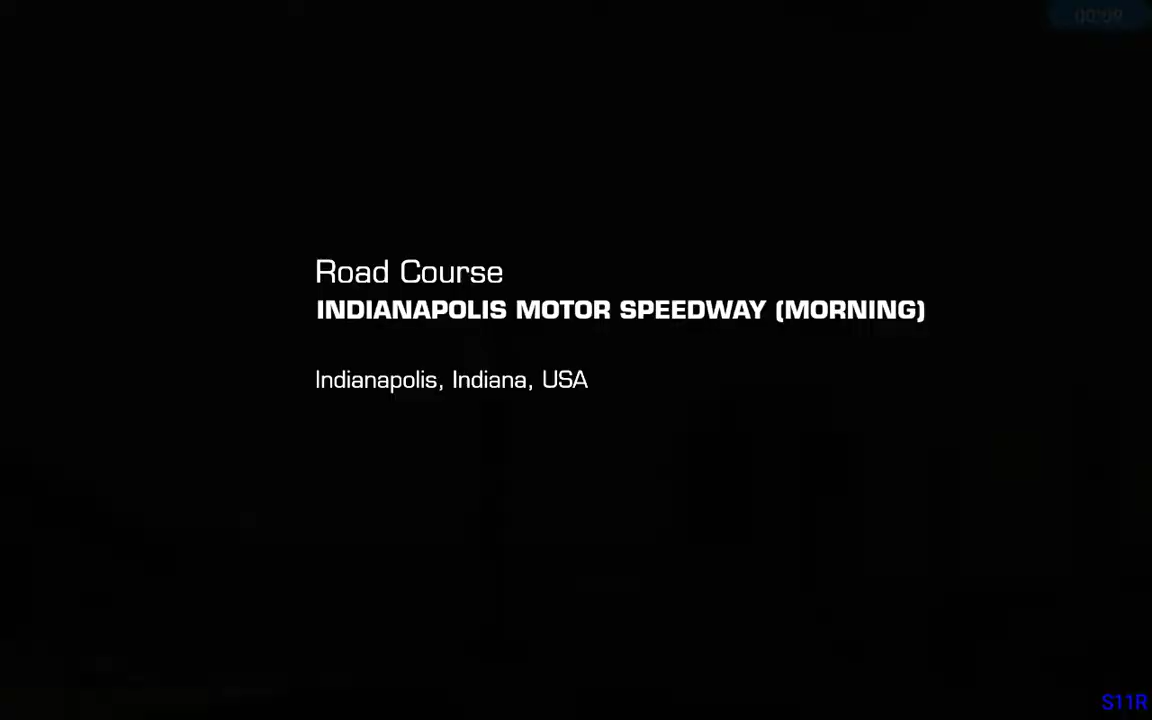 Road Course
INDIANAPOLIS MOTOR SPEEDWAY (MORNING)
Indianapolis, Indiana, USA
S11R